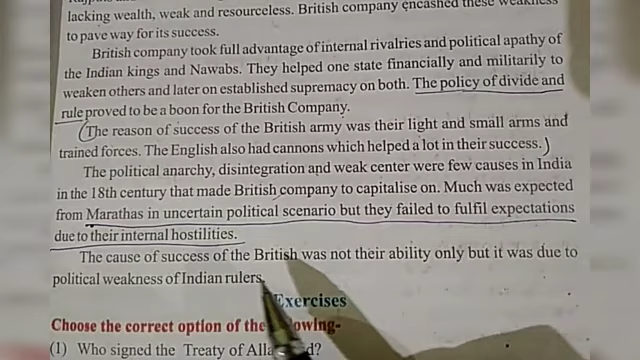 lacking wealth, weak and resourceless. British company encashed these weakness
to pave way for its success.
British company took full advantage of internal rivalries and political apathy of
the Indian kings and Nawabs. They helped one state financially and militarily to
weaken others and later on established supremacy on both. The policy of divide and
rule proved to be a boon for the British Company.
The reason of success of the British army was their light and small arms and
trained forces. The English also had cannons which helped a lot in their success.
The political anarchy, disintegration and weak center were few causes in India
in the 18th century that made British company to capitalise on. Much was expected
from Marathas in uncertain political scenario but they failed to fulfil expectations
due to their internal hostilities.
The cause of success of the British was not their ability only but it was due to
political weakness of Indian rulers.
Exercises
Choose the correct option of the
(1) Who signed the Treaty of